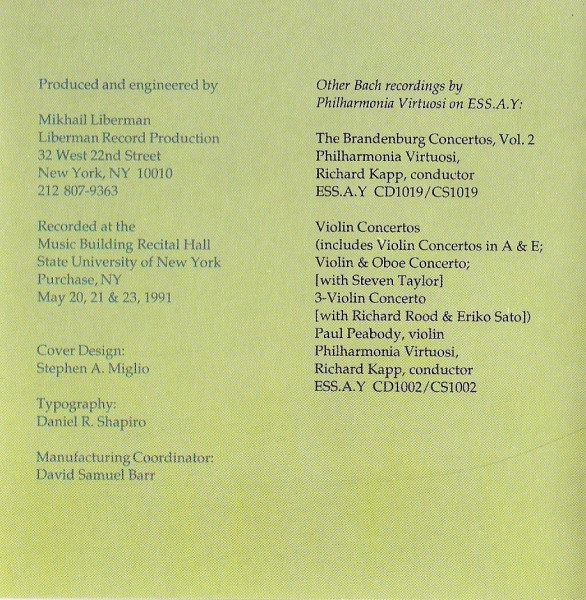 Produced and engineered by
Mikhail Liberman
Liberman Record Production
32 West 22nd Street
New York, NY 10010
212 807-9363
Recorded at the
Music Building Recital Hall
State University of New York
Purchase, NY
May 20, 21 & 23, 1991
Cover Design:
Stephen A. Miglio
Typography:
Daniel R. Shapiro
Manufacturing Coordinator:
David Samuel Barr
Other Bach recordings by
Philharmonia Virtuosi on ESS.A.Y:
The Brandenburg Concertos, Vol. 2
Philharmonia Virtuosi,
Richard Kapp, conductor
ESS.A.Y CD1019/CS1019
Violin Concertos
(includes Violin Concertos in A & E;
Violin & Oboe Concerto;
[with Steven Taylor]
3-Violin Concerto
[with Richard Rood & Eriko Sato])
Paul Peabody, violin
Philharmonia Virtuosi,
Richard Kapp, conductor
ESS.A.Y CD1002/CS1002